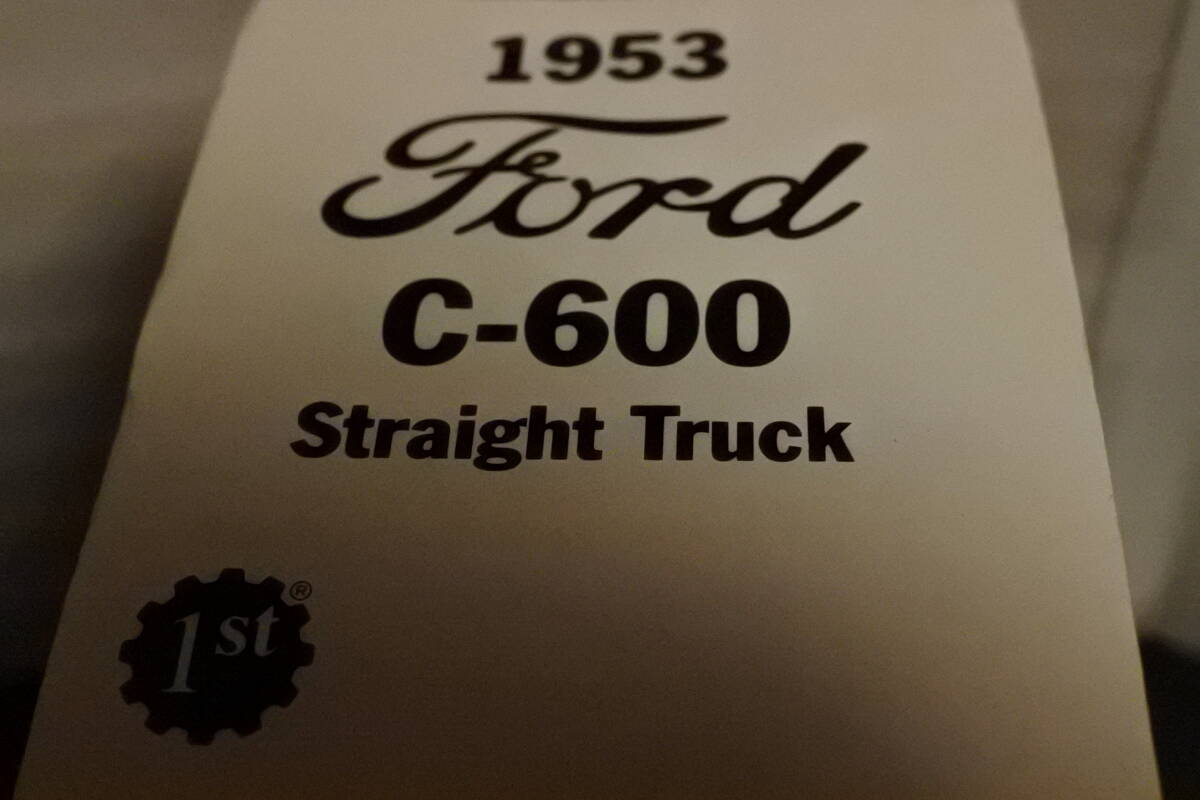 1953
Ford
C-600
Straight Truck
1st ®